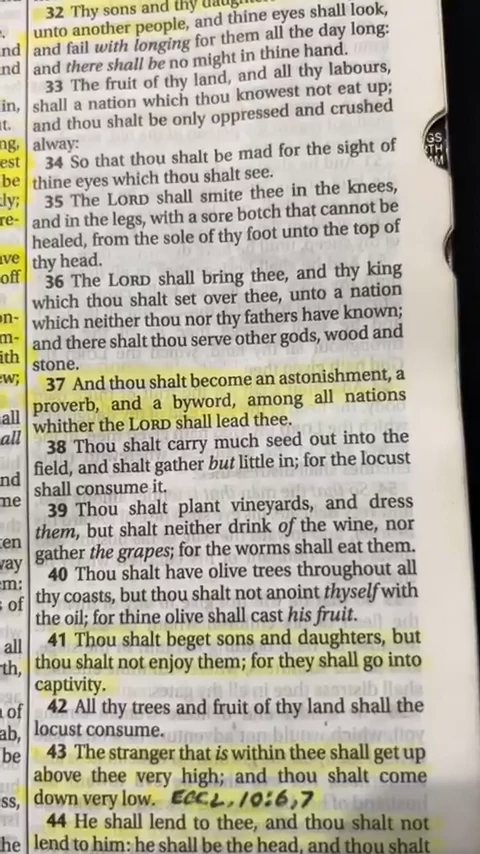 32 Thy sons and thy
unto another people, and thine eyes shall look,
and fail with longing for them all the day long:
and there shall be no might in thine hand.
33 The fruit of thy land, and all thy labours,
shall a nation which thou knowest not eat up;
and thou shalt be only oppressed and crushed
alway:
34 So that thou shalt be mad for the sight of
thine eyes which thou shalt see.
35 The LORD shall smite thee in the knees,
and in the legs, with a sore botch that cannot be
healed, from the sole of thy foot unto the top of
thy head.
36 The LORD shall bring thee, and thy king
which thou shalt set over thee, unto a nation
which neither thou nor thy fathers have known;
and there shalt thou serve other gods, wood and
stone.
37 And thou shalt become an astonishment, a
proverb, and a byword, among all nations
whither the LORD shall lead thee.
38 Thou shalt carry much seed out into the
field, and shalt gather but little in; for the locust
shall consume it.
39 Thou shalt plant vineyards, and dress
them, but shalt neither drink of the wine, nor
gather the grapes; for the worms shall eat them.
40 Thou shalt have olive trees throughout all
thy coasts, but thou shalt not anoint thyself with
the oil; for thine olive shall cast his fruit.
41 Thou shalt beget sons and daughters, but
thou shalt not enjoy them; for they shall go into
captivity.
42 All thy trees and fruit of thy land shall the
locust consume.
43 The stranger that is within thee shall get up
above thee very high; and thou shalt come
down very low. ECCL. 10:6,7
44 He shall lend to thee, and thou shalt not
lend to him: he shall be the head, and thou shalt